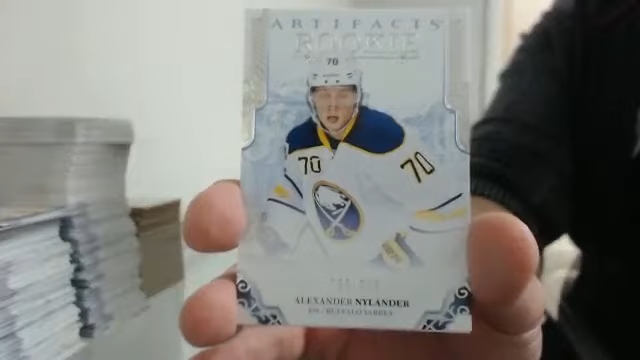 ARTIFACTS
ROOKIE
70
70
70
ALEXANDER NYLANDER
BUFFALO SABRES